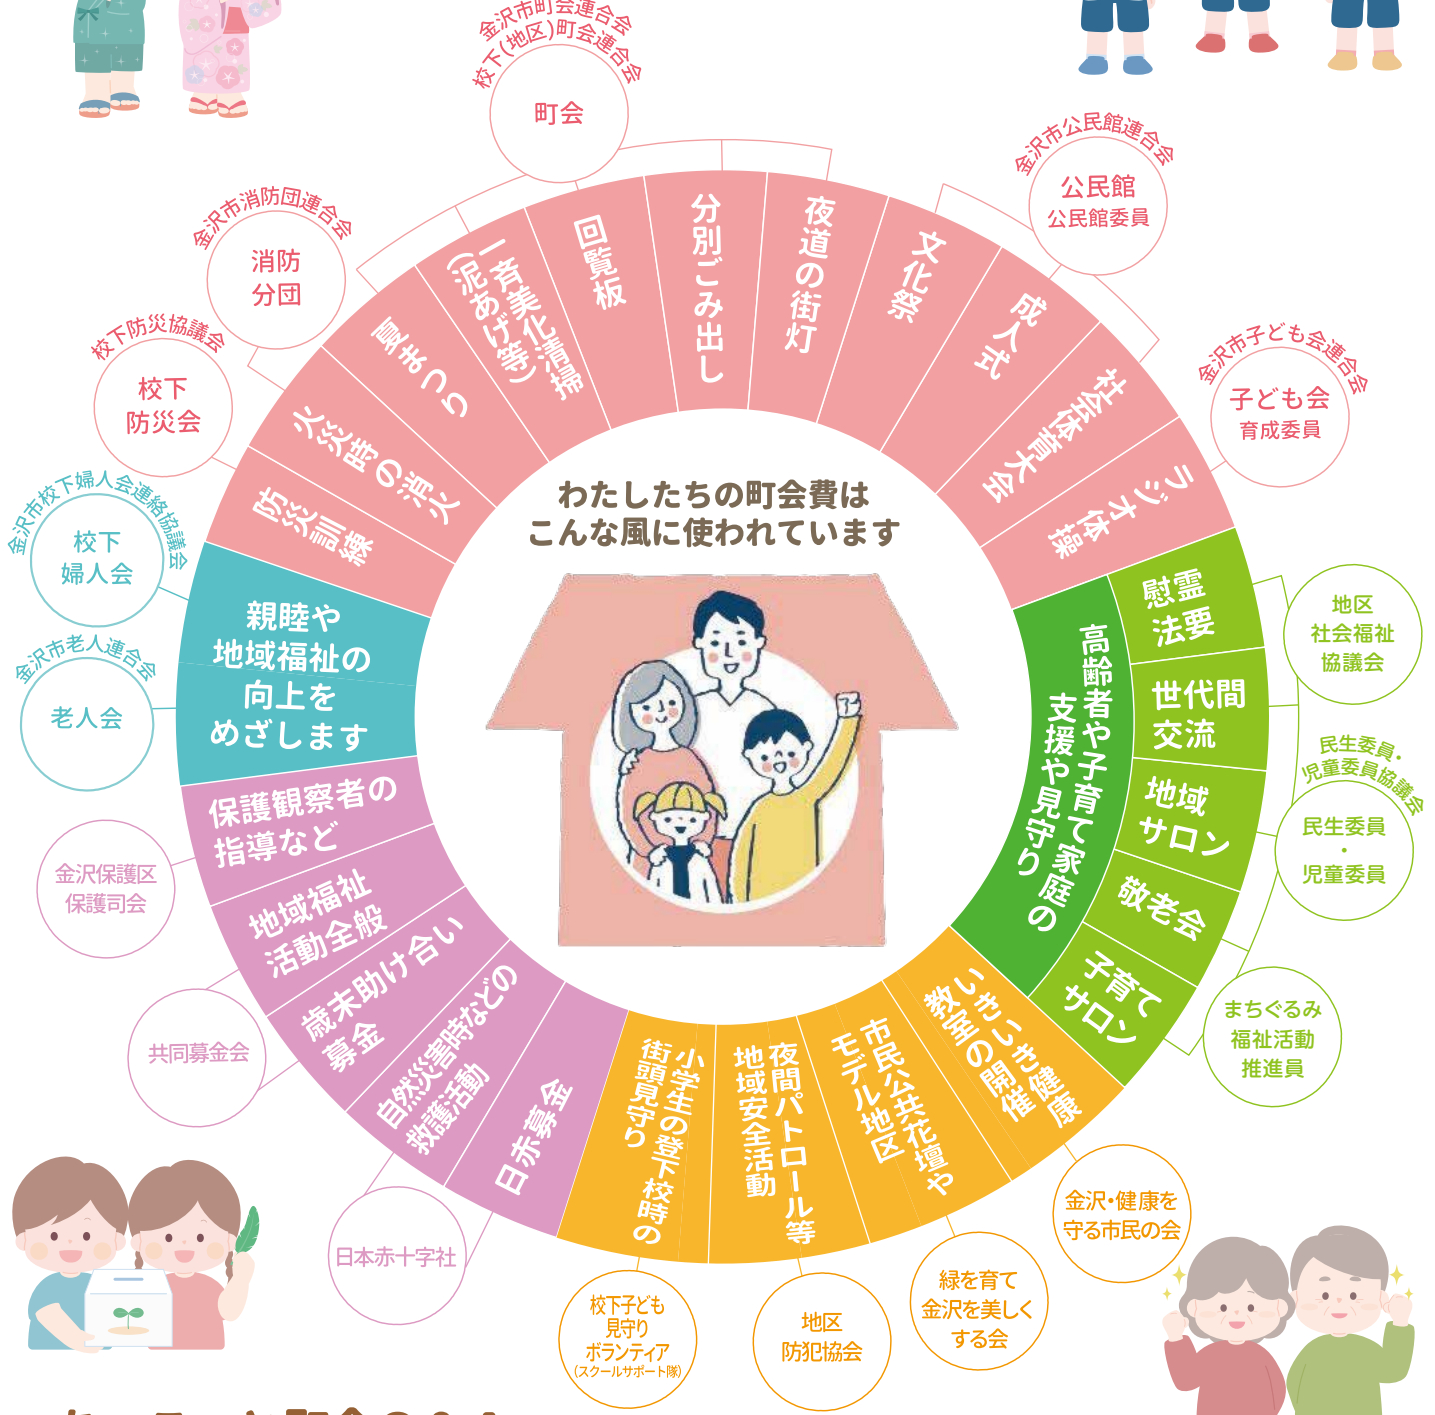 わたしたちの町会費は
こんな風に使われています
金沢市町会連合会
校下(地区)町会連合会
町会
回覧板
分別ごみ出し
夜道の街灯
一斉美化清掃
(泥あげ等)
夏まつり
金沢市公民館連合会
公民館
公民館委員
文化祭
成人式
社会体育大会
金沢市子ども会連合会
子ども会
育成委員
ラジオ体操
地区
社会福祉
協議会
慰霊
法要
世代間
交流
地域
サロン
敬老会
子育て
サロン
高齢者や子育て家庭の
支援や見守り
民生委員・
児童委員協議会
民生委員
・
児童委員
まちぐるみ
福祉活動
推進員
いきいき健康
教室の開催
金沢・健康を
守る市民の会
市民公共花壇や
モデル地区
緑を育て
金沢を美しく
する会
夜間パトロール等
地域安全活動
地区
防犯協会
小学生の登下校時の
街頭見守り
校下子ども
見守り
ボランティア
(スクールサポート隊)
日赤募金
自然災害時などの
救護活動
日本赤十字社
歳末助け合い
募金
地域福祉
活動全般
共同募金会
保護観察者の
指導など
金沢保護区
保護司会
親睦や
地域福祉の
向上を
めざします
金沢市老人連合会
老人会
金沢市校下婦人会連絡協議会
校下
婦人会
防災訓練
校下防災協議会
校下
防災会
火災時の消火
金沢市消防団連合会
消防
分団